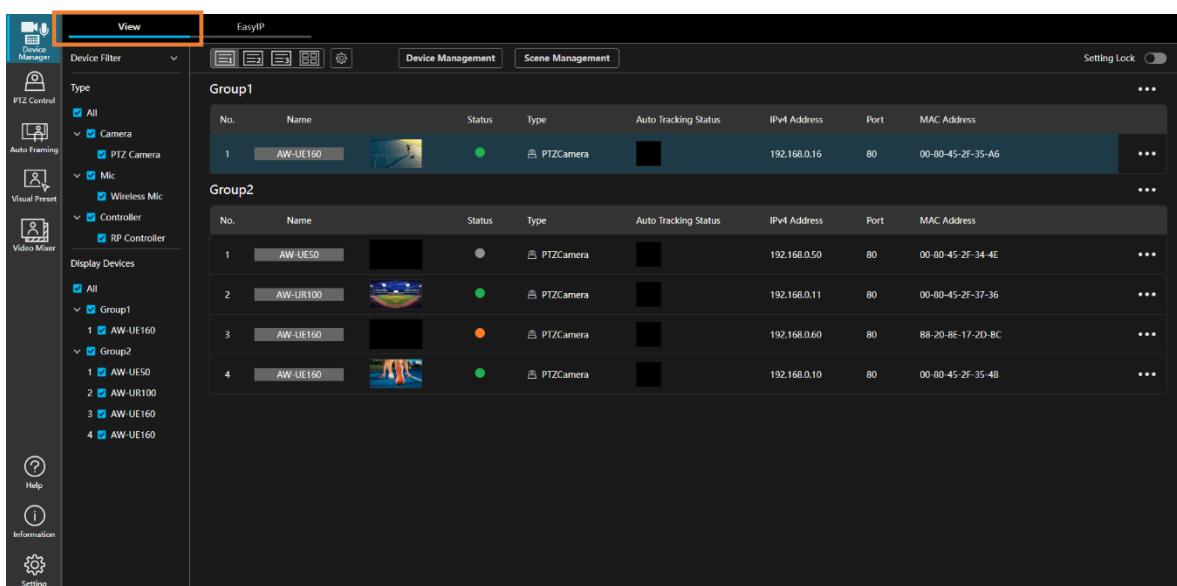 View EasyIP
Device Manager
PTZ Control
Auto Framing
Visual Preset
Video Mixer
Help
Information
Setting
Device Filter
Type
All
Camera
PTZ Camera
Mic
Wireless Mic
Controller
RP Controller
Display Devices
All
Group1
1 AW-UE160
Group2
1 AW-UE50
2 AW-UR100
3 AW-UE160
4 AW-UE160
1 2 3 Device Management Scene Management Setting Lock
Group1
No. Name Status Type Auto Tracking Status IPv4 Address Port MAC Address
1 AW-UE160 PTZCamera 192.168.0.16 80 00-80-45-2F-35-A6
Group2
No. Name Status Type Auto Tracking Status IPv4 Address Port MAC Address
1 AW-UE50 PTZCamera 192.168.0.50 80 00-80-45-2F-34-4E
2 AW-UR100 PTZCamera 192.168.0.11 80 00-80-45-2F-37-36
3 AW-UE160 PTZCamera 192.168.0.60 80 B8-20-8E-17-2D-BC
4 AW-UE160 PTZCamera 192.168.0.10 80 00-80-45-2F-35-4B